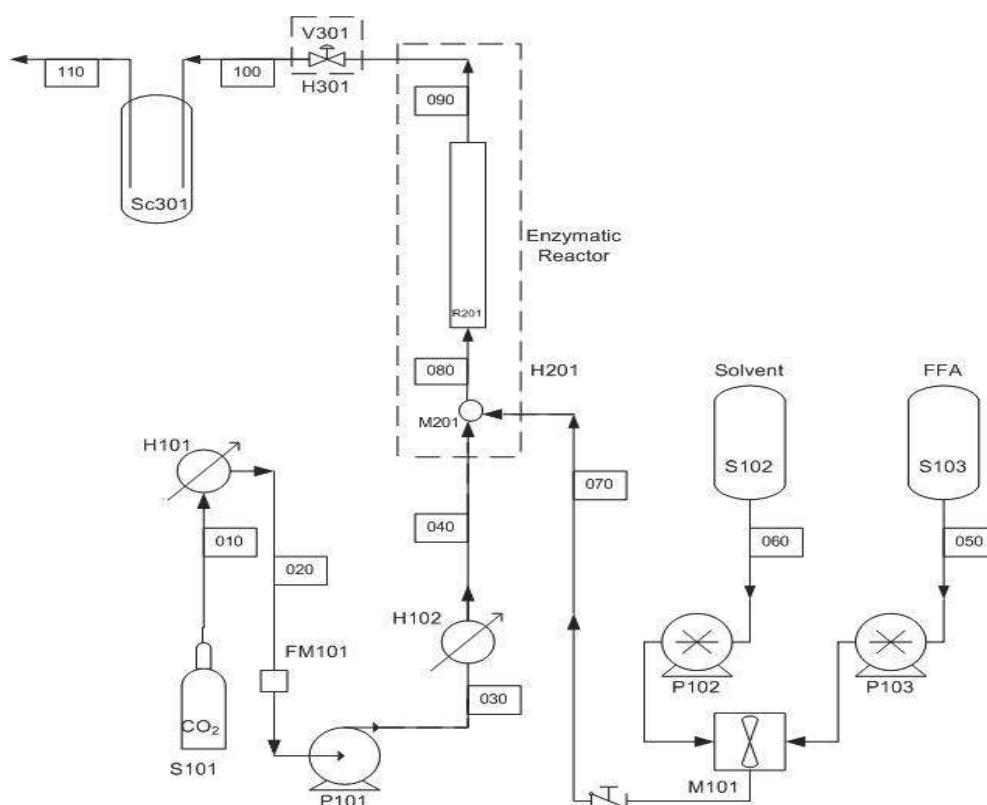 V301
110
100
H301
090
Sc301
Enzymatic
Reactor
R201
080
H201
Solvent
FFA
M201
H101
S102
S103
070
010
040
060
050
020
H102
FM101
P102
P103
030
CO₂
S101
M101
P101